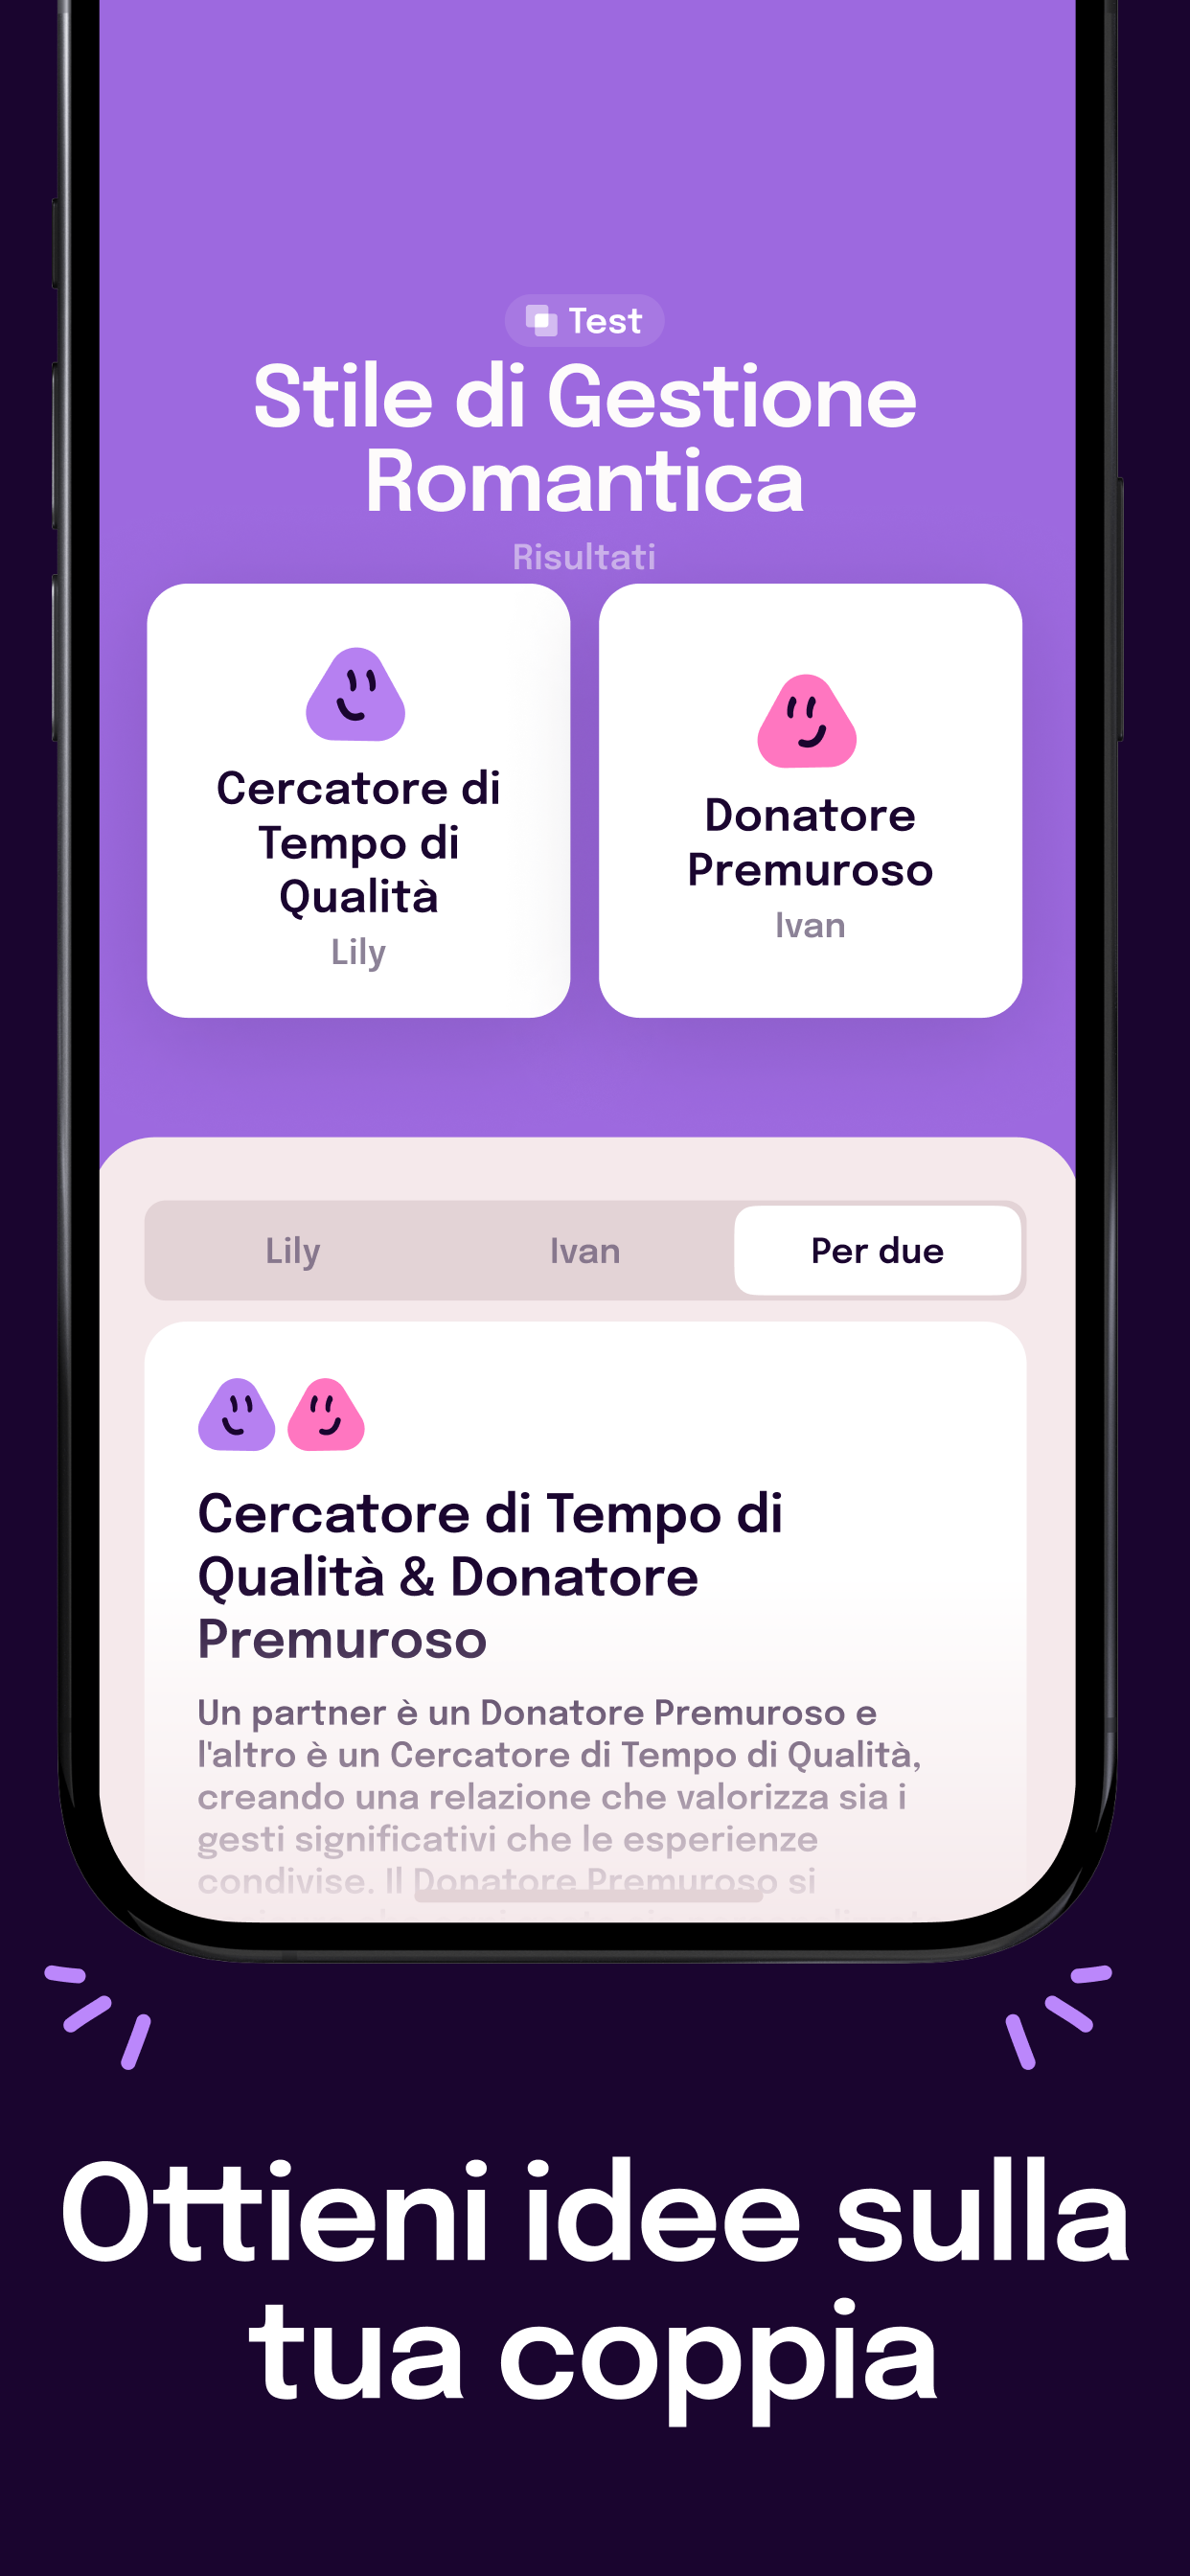 Test
Stile di Gestione
Romantica
Risultati
Cercatore di
Tempo di
Qualità
Lily
Donatore
Premuroso
Ivan
Lily
Ivan
Per due
Cercatore di Tempo di
Qualità & Donatore
Premuroso
Un partner è un Donatore Premuroso e
l'altro è un Cercatore di Tempo di Qualità,
creando una relazione che valorizza sia i
gesti significativi che le esperienze
condivise. Il Donatore Premuroso si
Ottieni idee sulla
tua coppia